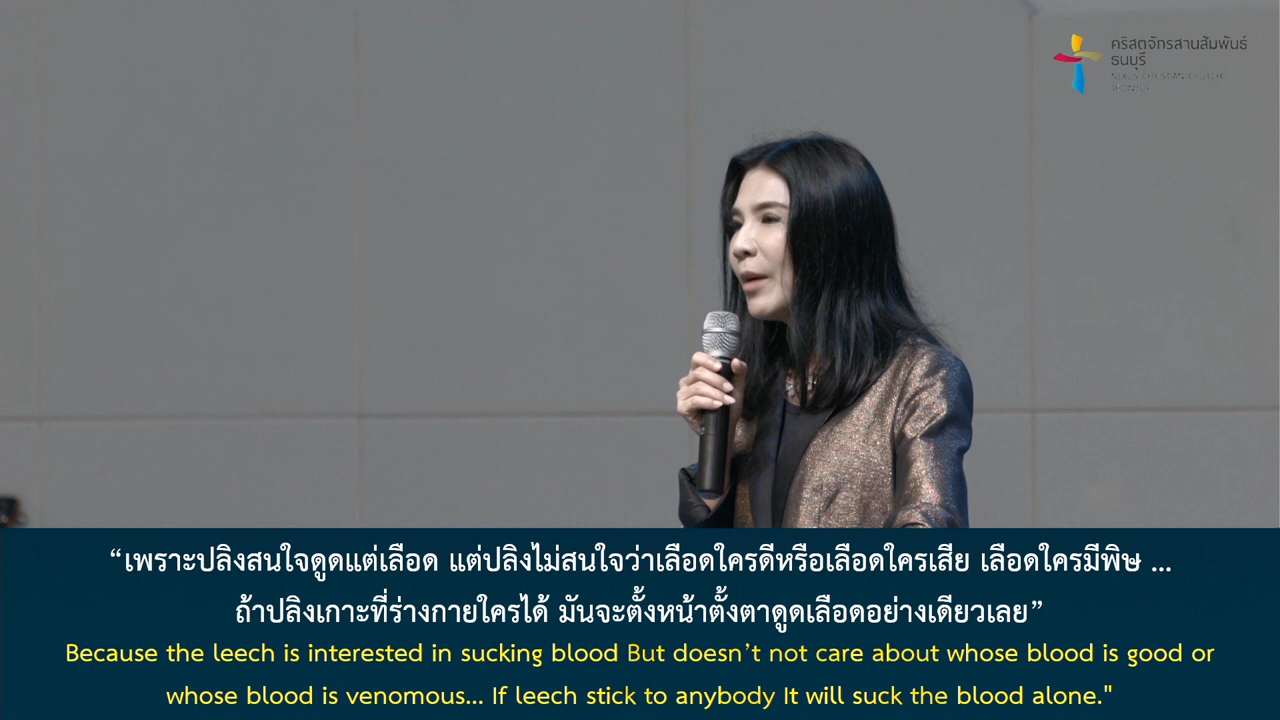 คริสตจักรสานสัมพันธ์
ธนบุรี
NEXUS CHRISTIAN CHURCH
THONBURI
“เพราะปลิงสนใจดูดแต่เลือด แต่ปลิงไม่สนใจว่าเลือดใครดีหรือเลือดใครเสีย เลือดใครมีพิษ ...
ถ้าปลิงเกาะที่ร่างกายใครได้ มันจะตั้งหน้าตั้งตาดูดเลือดอย่างเดียวเลย”
Because the leech is interested in sucking blood But doesn’t not care about whose blood is good or
whose blood is venomous... If leech stick to anybody It will suck the blood alone."